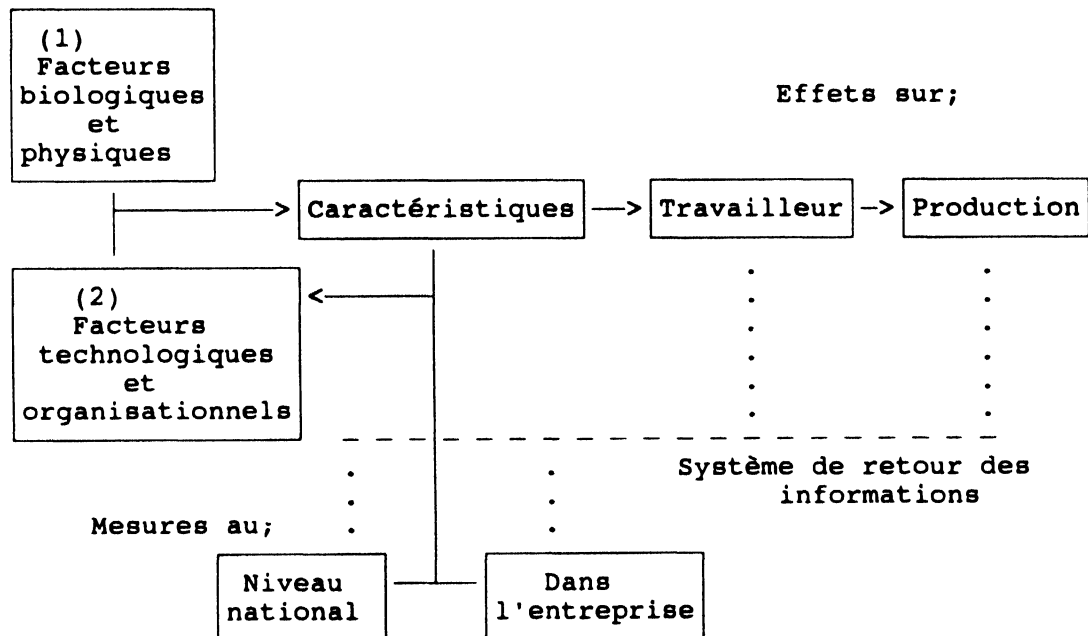 (1)
Facteurs
biologiques
et
physiques
Effets sur;
Caractéristiques
Travailleur
Production
(2)
Facteurs
technologiques
et
organisationnels
Système de retour des
informations
Mesures au;
Niveau
national
Dans
l'entreprise